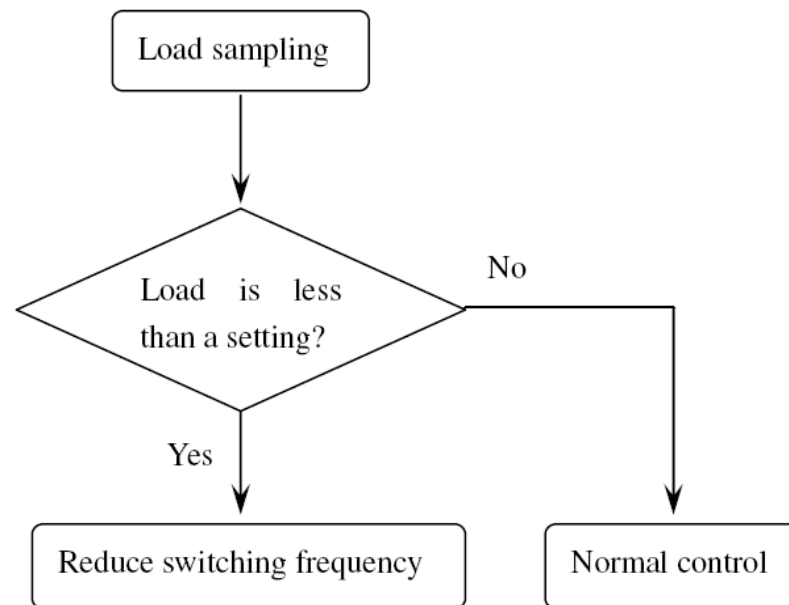 Load sampling
Load is less
than a setting?
No
Yes
Reduce switching frequency
Normal control